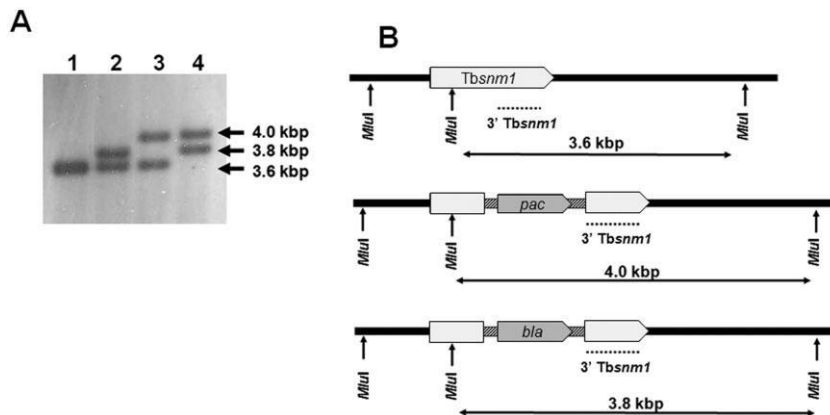 A
1 2 3 4
4.0 kbp
3.8 kbp
3.6 kbp
B
Tbsnm1
MluI MluI MluI
3' Tbsnm1
3.6 kbp
pac
MluI MluI MluI
3' Tbsnm1
4.0 kbp
bla
MluI MluI MluI
3' Tbsnm1
3.8 kbp